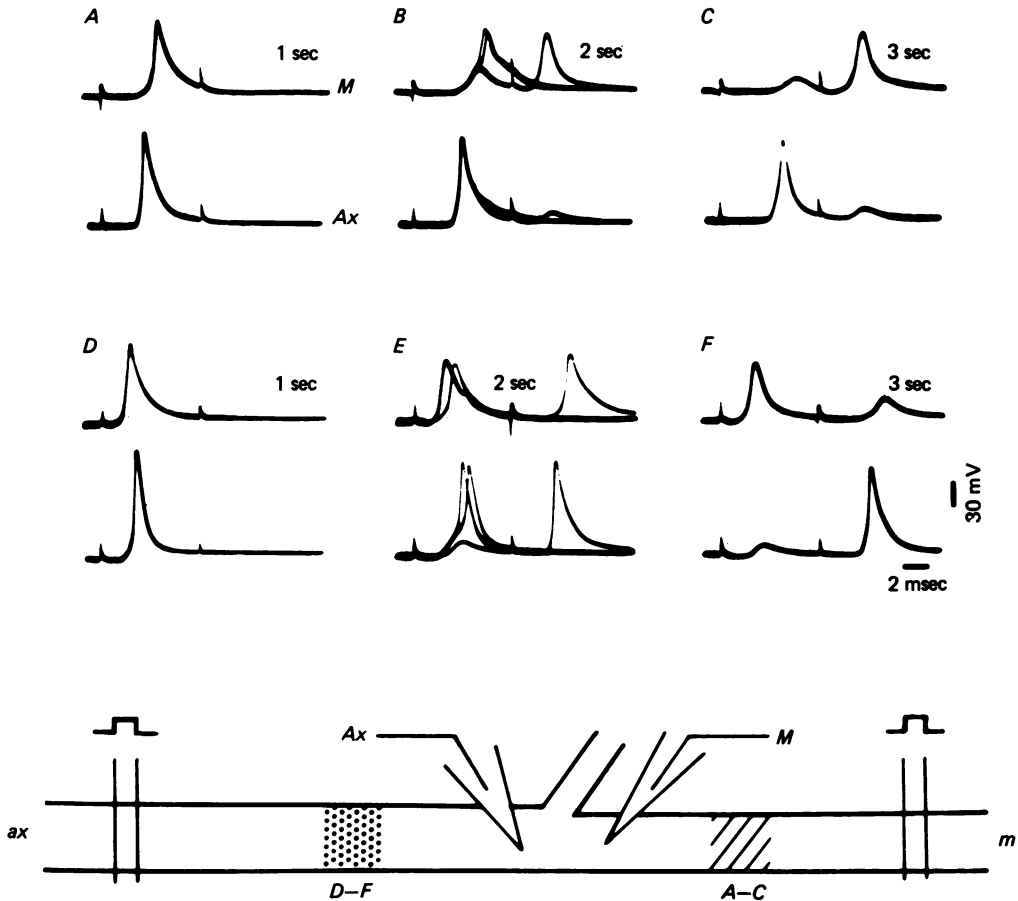 A
B
C
1 sec
2 sec
3 sec
M
Ax
D
E
F
1 sec
2 sec
3 sec
30 mV
2 msec
Ax
M
ax
m
D–F
A–C